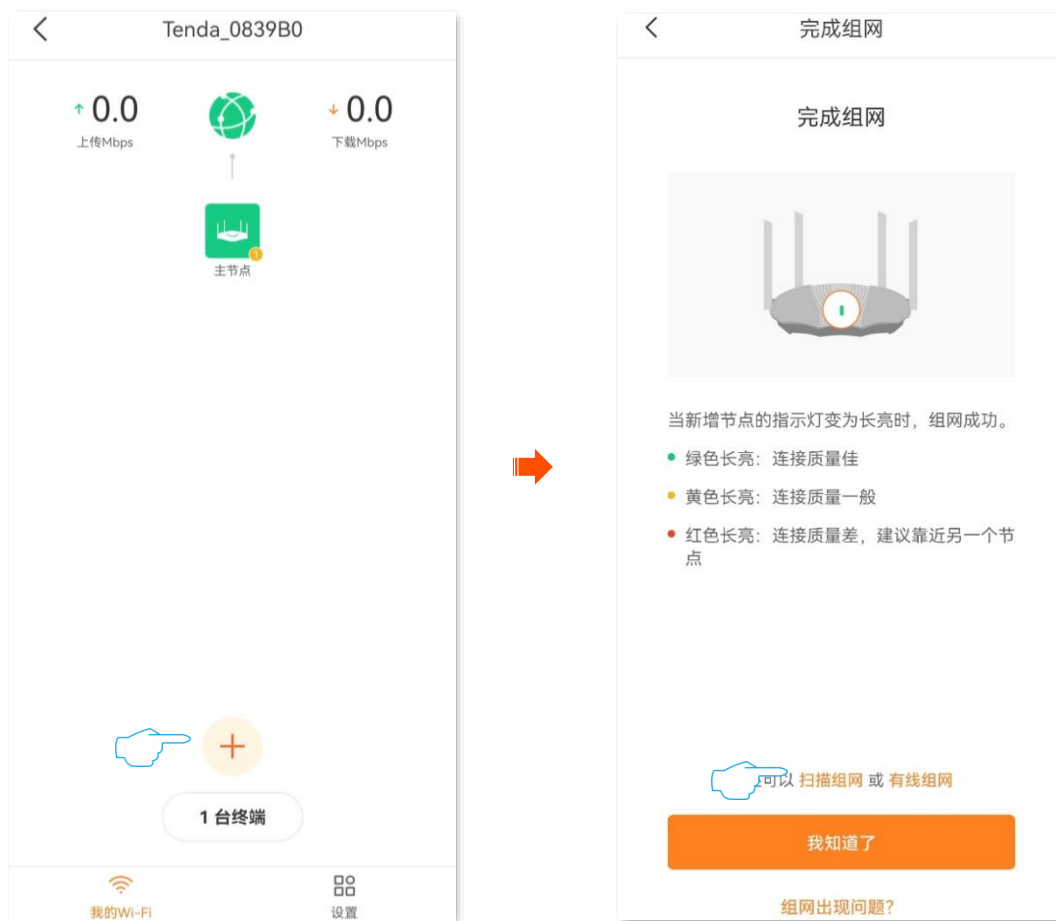 Tenda_0839B0
↑ 0.0
上传Mbps
↓ 0.0
下载Mbps
1
主节点
1 台终端
我的Wi-Fi
设置
完成组网
完成组网
当新增节点的指示灯变为长亮时，组网成功。
绿色长亮：连接质量佳
黄色长亮：连接质量一般
红色长亮：连接质量差，建议靠近另一个节
点
可以 扫描组网 或 有线组网
我知道了
组网出现问题?